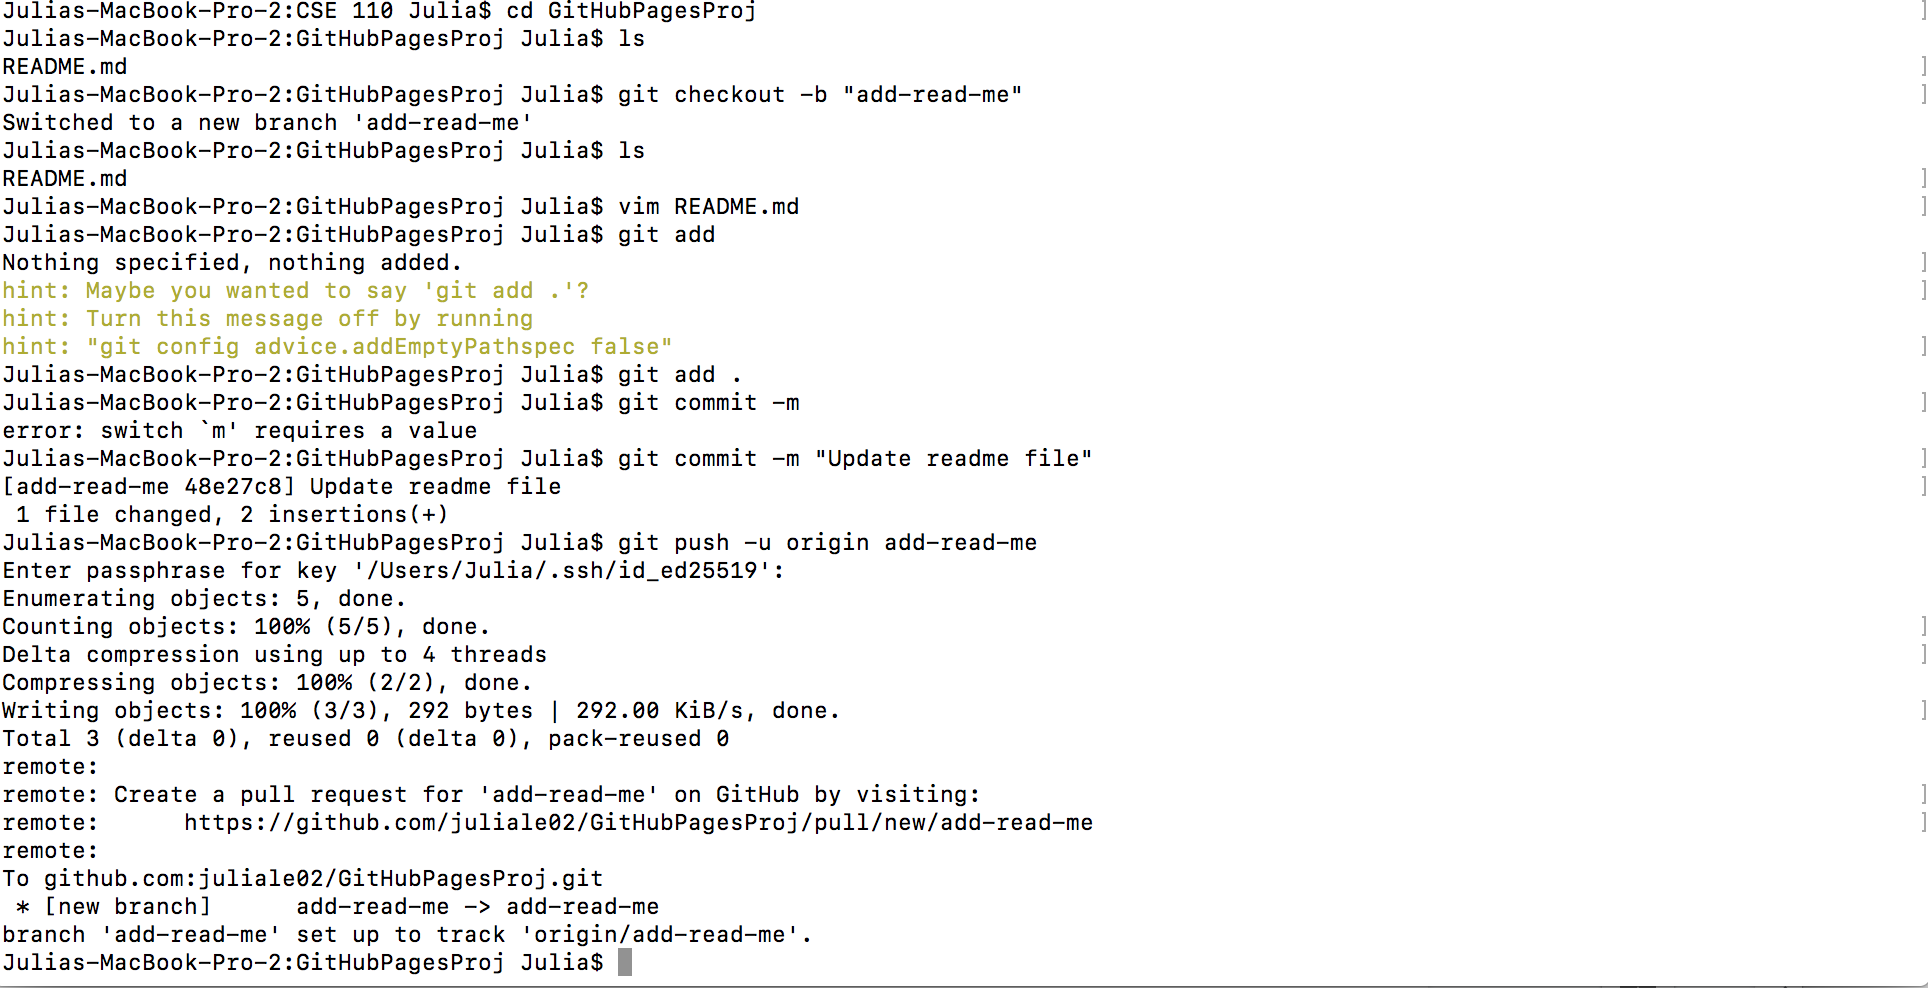 Julias-MacBook-Pro-2:CSE 110 Julia$ cd GitHubPagesProj
Julias-MacBook-Pro-2:GitHubPagesProj Julia$ ls
README.md
Julias-MacBook-Pro-2:GitHubPagesProj Julia$ git checkout -b "add-read-me"
Switched to a new branch 'add-read-me'
Julias-MacBook-Pro-2:GitHubPagesProj Julia$ ls
README.md
Julias-MacBook-Pro-2:GitHubPagesProj Julia$ vim README.md
Julias-MacBook-Pro-2:GitHubPagesProj Julia$ git add
Nothing specified, nothing added.
hint: Maybe you wanted to say 'git add .'?
hint: Turn this message off by running
hint: "git config advice.addEmptyPathspec false"
Julias-MacBook-Pro-2:GitHubPagesProj Julia$ git add .
Julias-MacBook-Pro-2:GitHubPagesProj Julia$ git commit -m
error: switch `m' requires a value
Julias-MacBook-Pro-2:GitHubPagesProj Julia$ git commit -m "Update readme file"
[add-read-me 48e27c8] Update readme file
 1 file changed, 2 insertions(+)
Julias-MacBook-Pro-2:GitHubPagesProj Julia$ git push -u origin add-read-me
Enter passphrase for key '/Users/Julia/.ssh/id_ed25519':
Enumerating objects: 5, done.
Counting objects: 100% (5/5), done.
Delta compression using up to 4 threads
Compressing objects: 100% (2/2), done.
Writing objects: 100% (3/3), 292 bytes | 292.00 KiB/s, done.
Total 3 (delta 0), reused 0 (delta 0), pack-reused 0
remote:
remote: Create a pull request for 'add-read-me' on GitHub by visiting:
remote:      https://github.com/juliale02/GitHubPagesProj/pull/new/add-read-me
remote:
To github.com:juliale02/GitHubPagesProj.git
 * [new branch]      add-read-me -> add-read-me
branch 'add-read-me' set up to track 'origin/add-read-me'.
Julias-MacBook-Pro-2:GitHubPagesProj Julia$